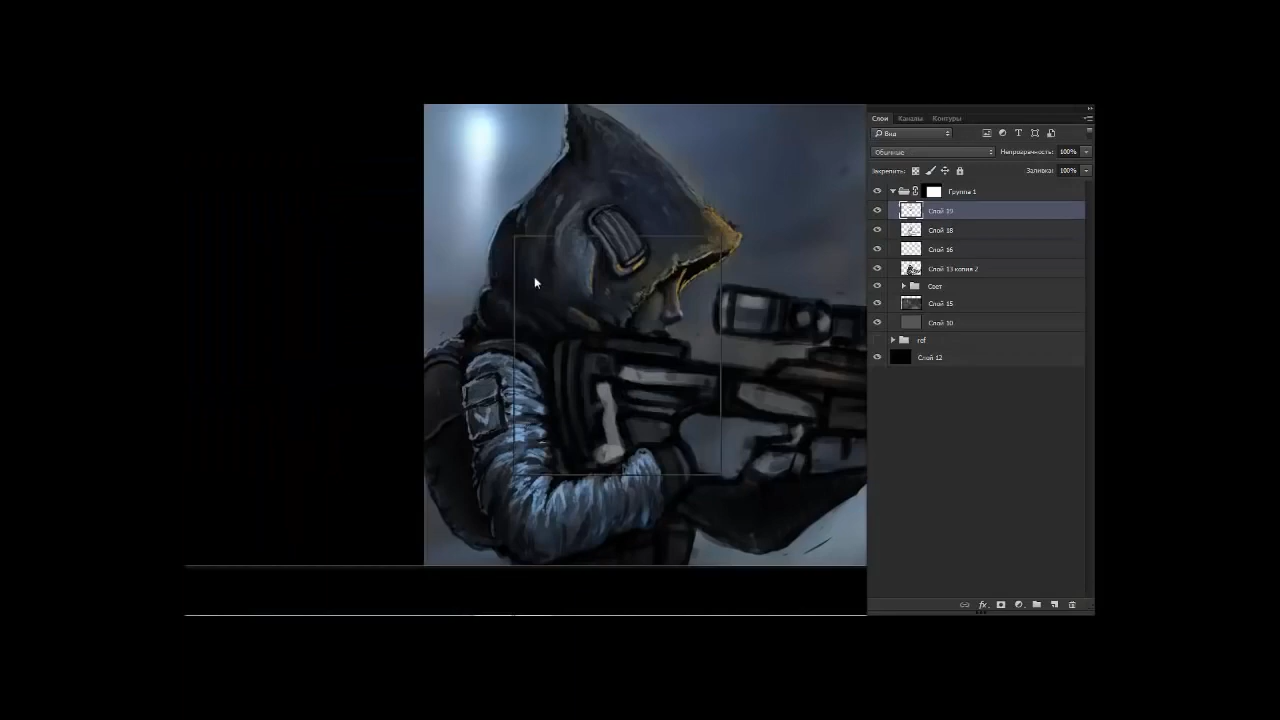 Слои Каналы Контуры
Вид
Обычные Непрозрачность: 100%
Закрепить: Заливка: 100%
Группа 1
Слой 19
Слой 18
Слой 16
Слой 13 копия 2
Свет
Слой 15
Слой 10
ref
Слой 12